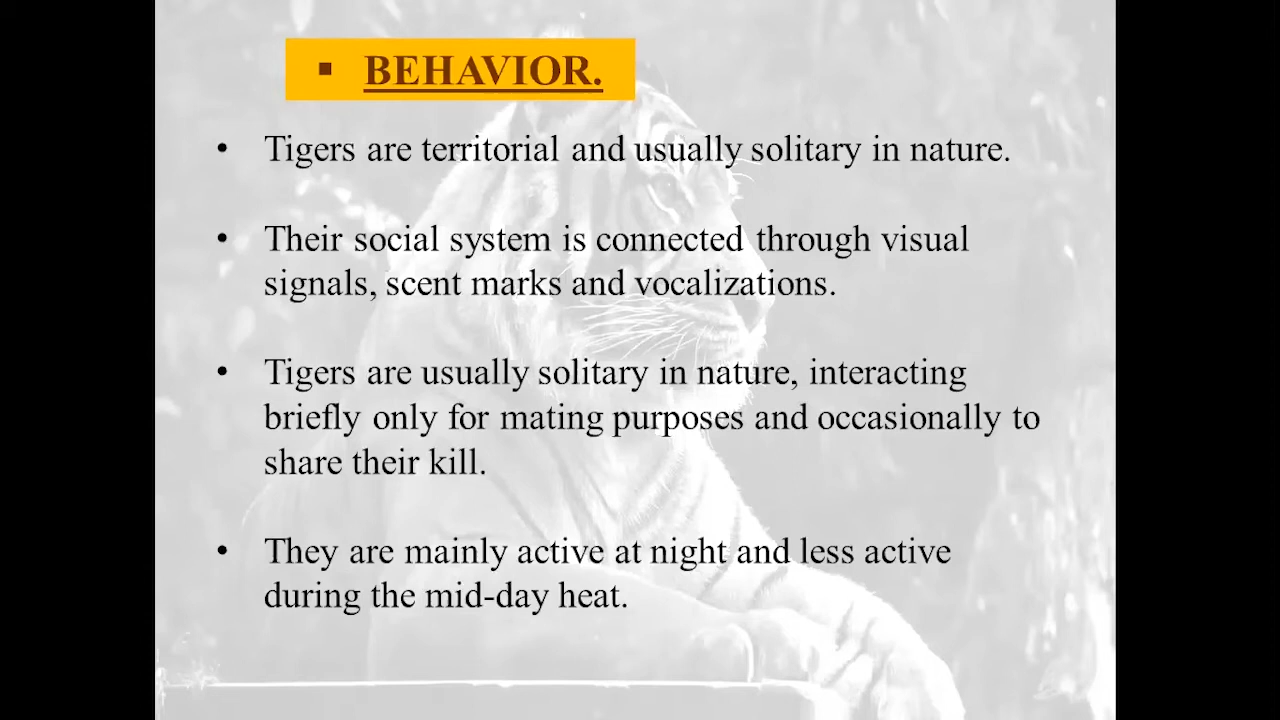 ▪ BEHAVIOR.
• Tigers are territorial and usually solitary in nature.
• Their social system is connected through visual
signals, scent marks and vocalizations.
• Tigers are usually solitary in nature, interacting
briefly only for mating purposes and occasionally to
share their kill.
• They are mainly active at night and less active
during the mid-day heat.